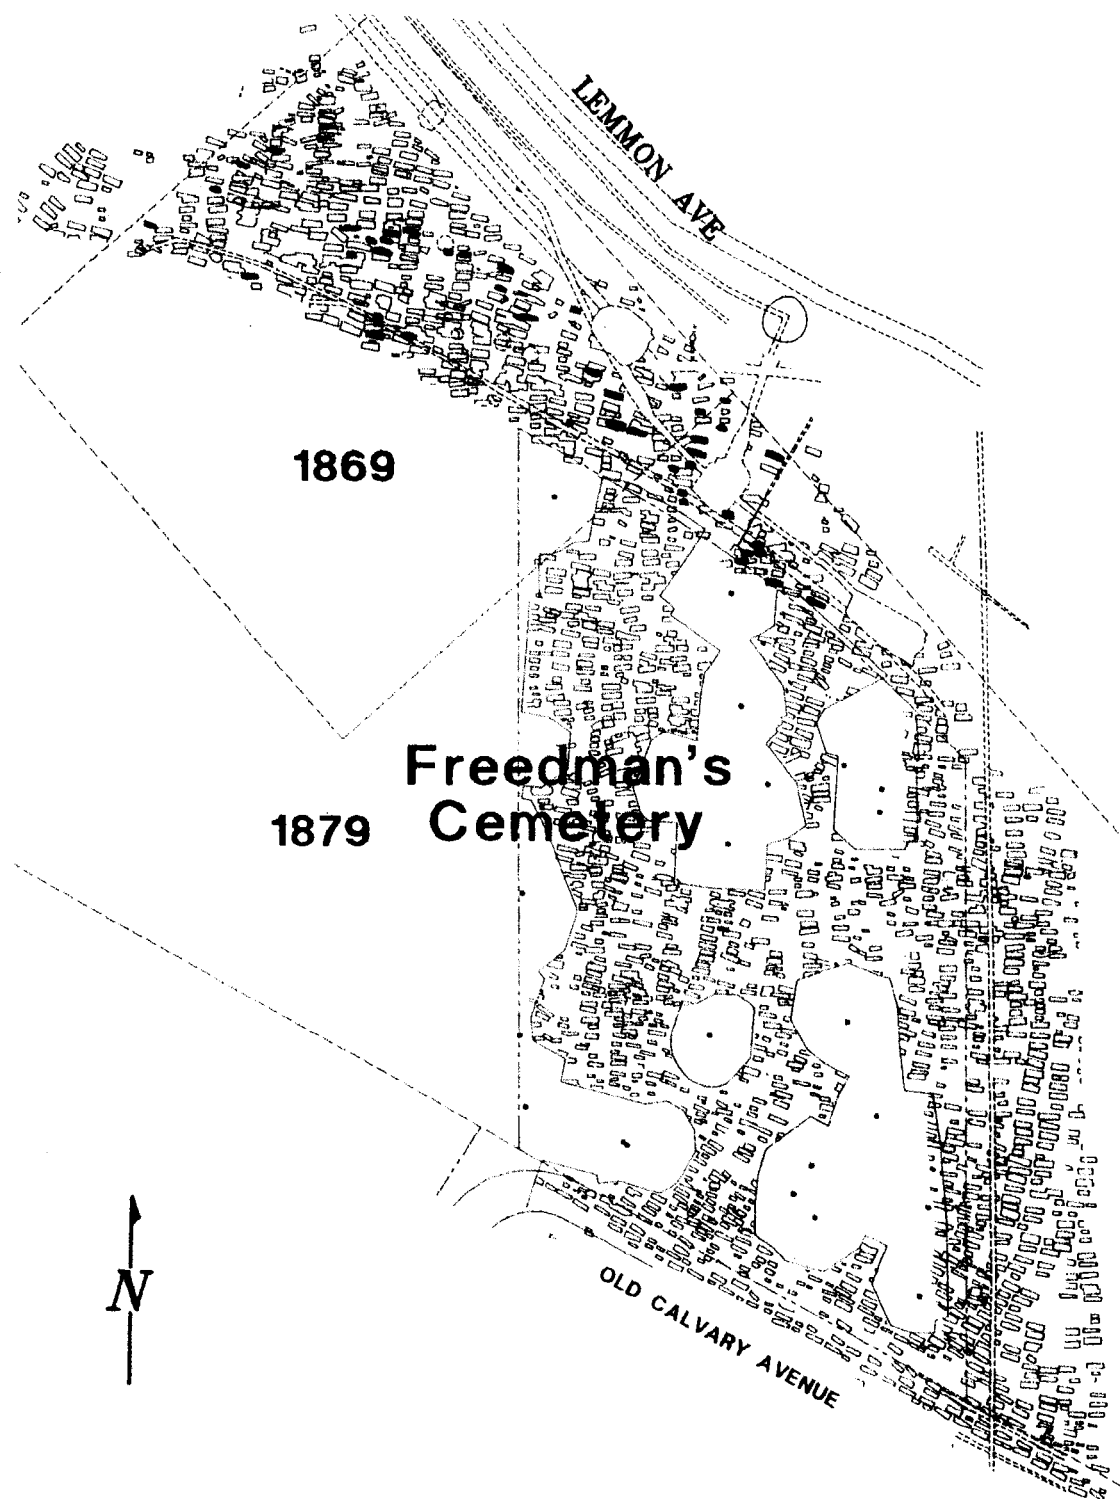 LEMMON AVE
1869
Freedman's
Cemetery
1879
N
OLD CALVARY AVENUE